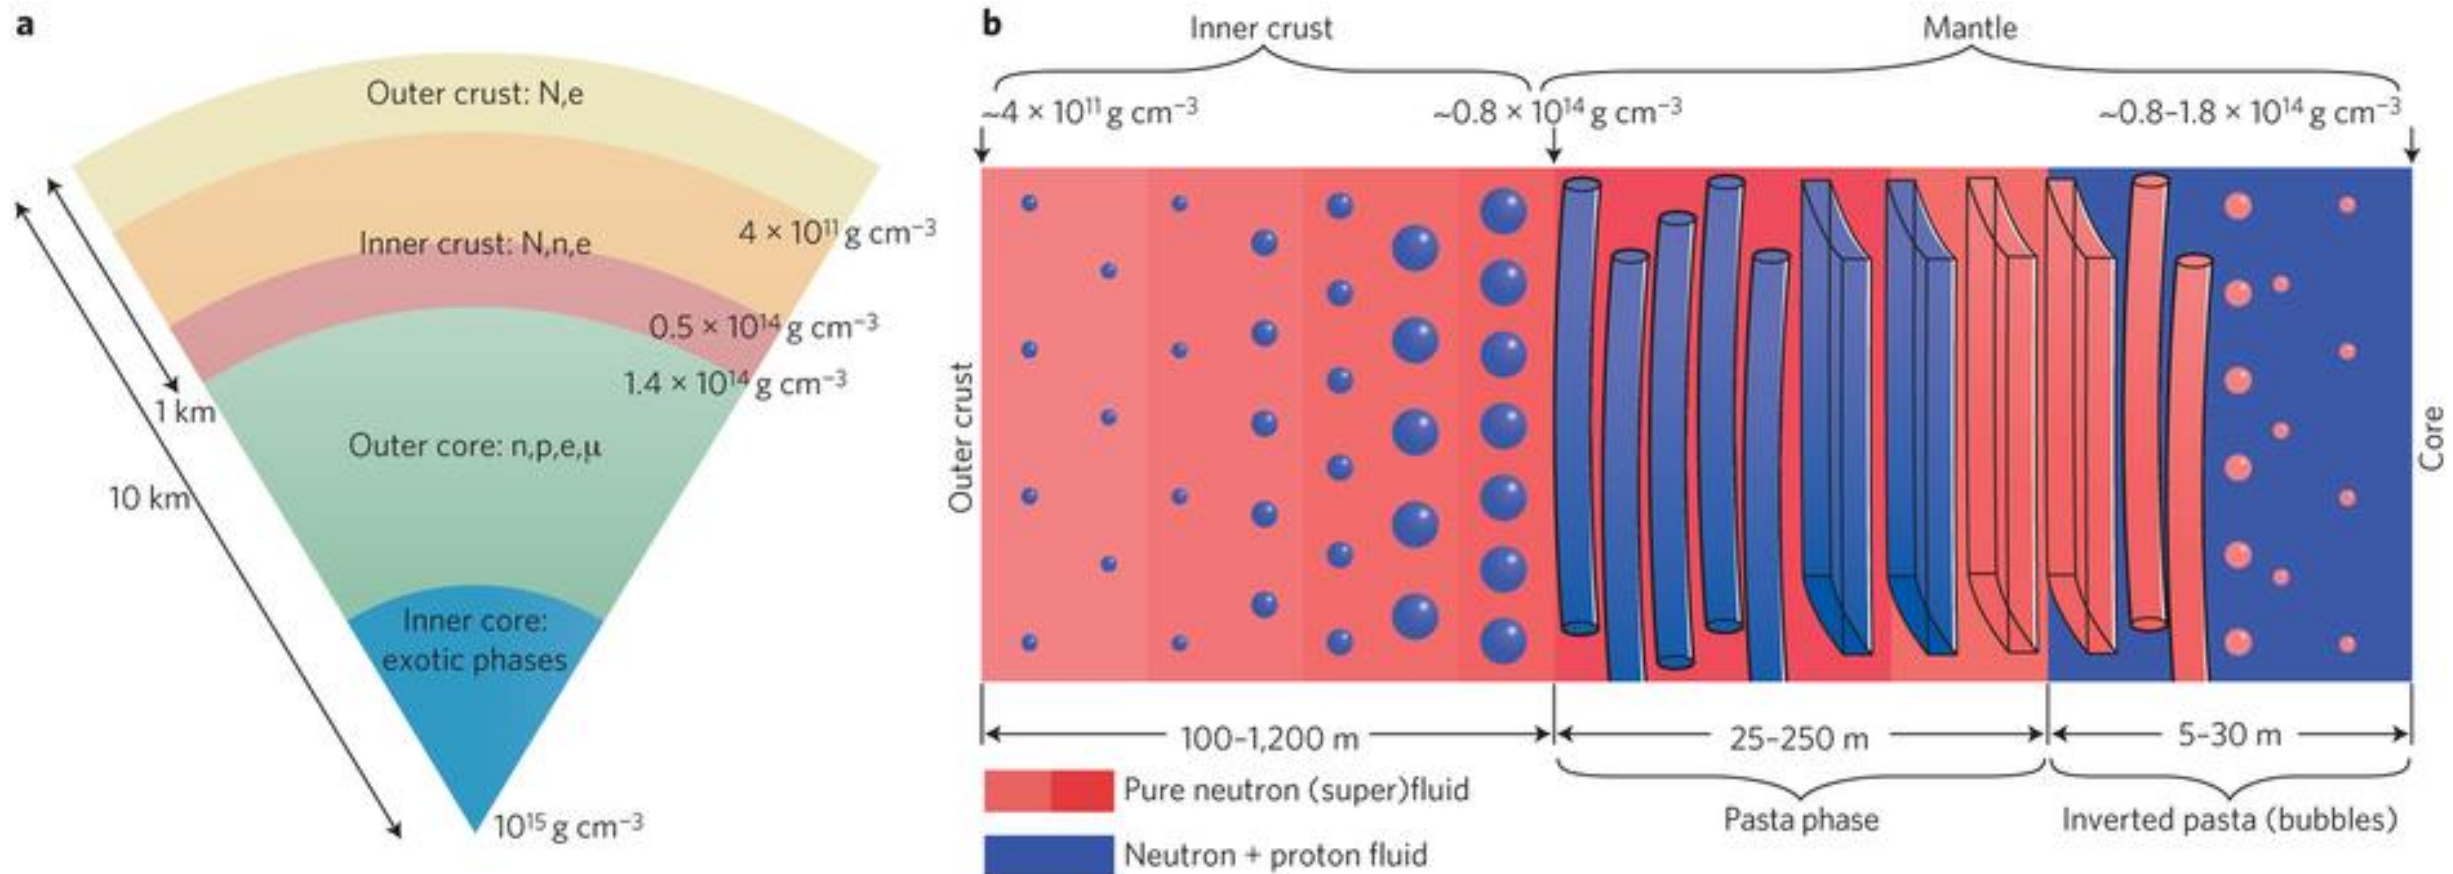 a
Outer crust: N,e
4 × 10¹¹ g cm⁻³
Inner crust: N,n,e
0.5 × 10¹⁴ g cm⁻³
1.4 × 10¹⁴ g cm⁻³
1 km
Outer core: n,p,e,μ
10 km
Inner core:
exotic phases
10¹⁵ g cm⁻³
b
Inner crust
Mantle
~4 × 10¹¹ g cm⁻³
~0.8 × 10¹⁴ g cm⁻³
~0.8–1.8 × 10¹⁴ g cm⁻³
Outer crust
Core
100–1,200 m
25–250 m
5–30 m
Pure neutron (super)fluid
Pasta phase
Inverted pasta (bubbles)
Neutron + proton fluid